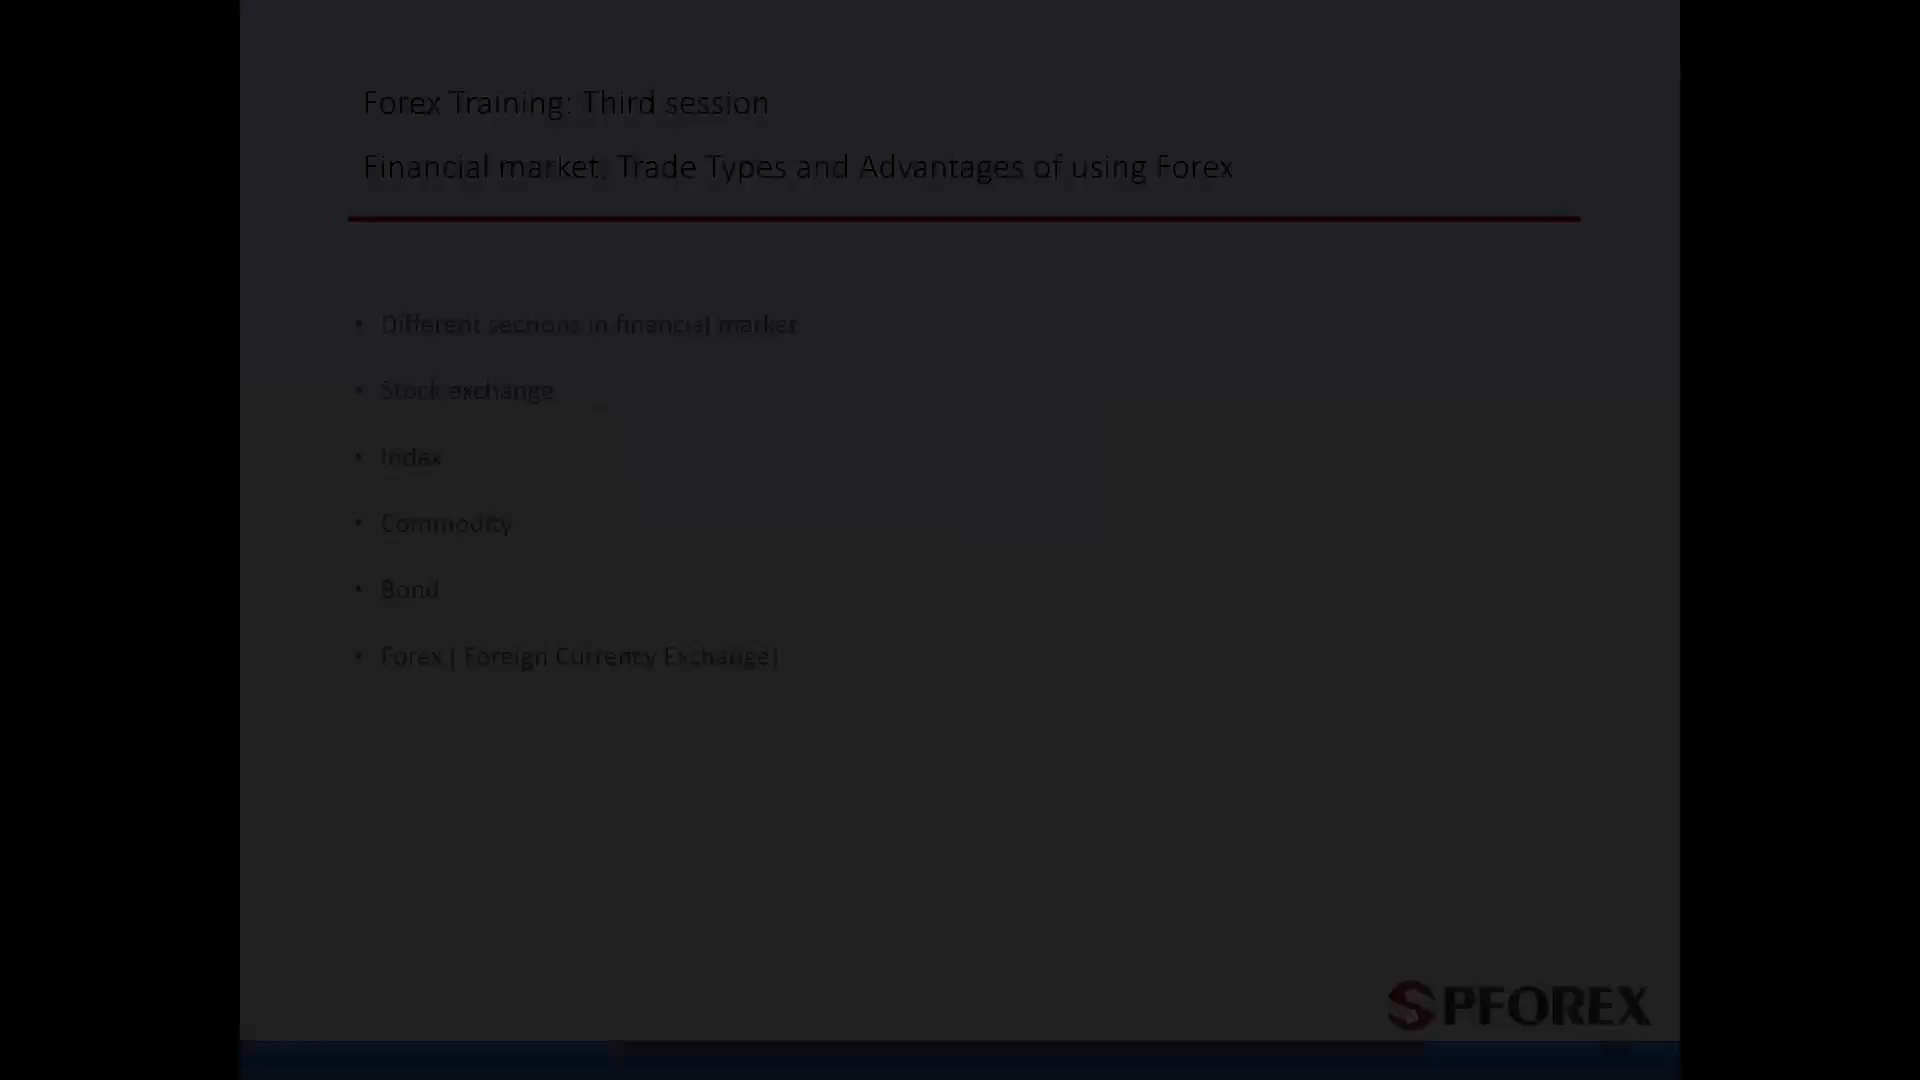 Forex Training: Third session
Financial market: Trade Types and Advantages of using Forex
• Different sections in financial market
• Stock exchange
• Index
• Commodity
• Bond
• Forex ( Foreign Currency Exchange)
SPFOREX